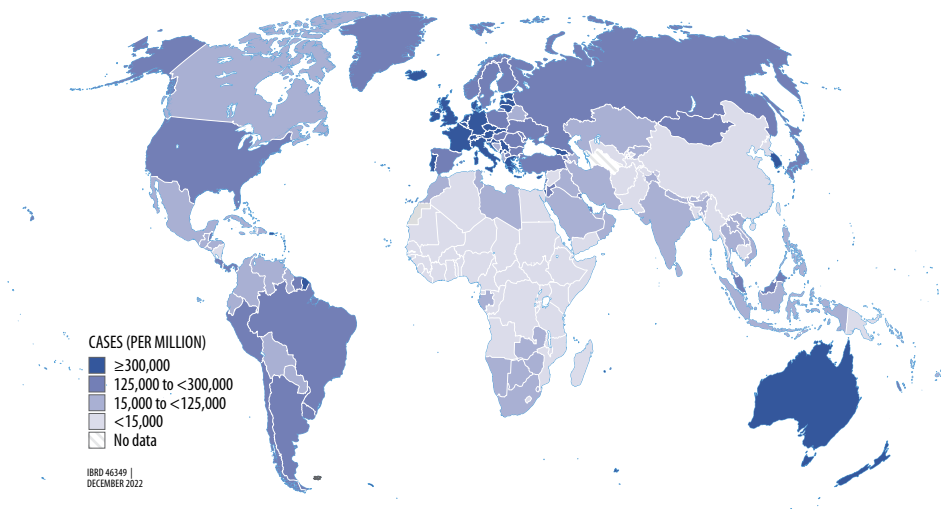 CASES (PER MILLION)
≥300,000
125,000 to <300,000
15,000 to <125,000
<15,000
No data
IBRD 46349 |
DECEMBER 2022